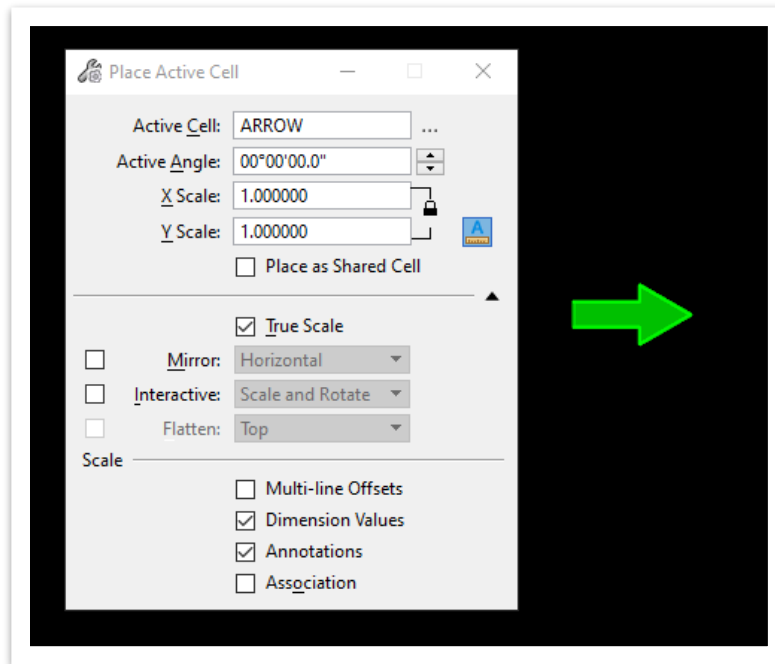 Place Active Cell
Active Cell: ARROW ...
Active Angle: 00°00'00.0"
X Scale: 1.000000
Y Scale: 1.000000
A
Place as Shared Cell
True Scale
Mirror: Horizontal
Interactive: Scale and Rotate
Flatten: Top
Scale
Multi-line Offsets
Dimension Values
Annotations
Association